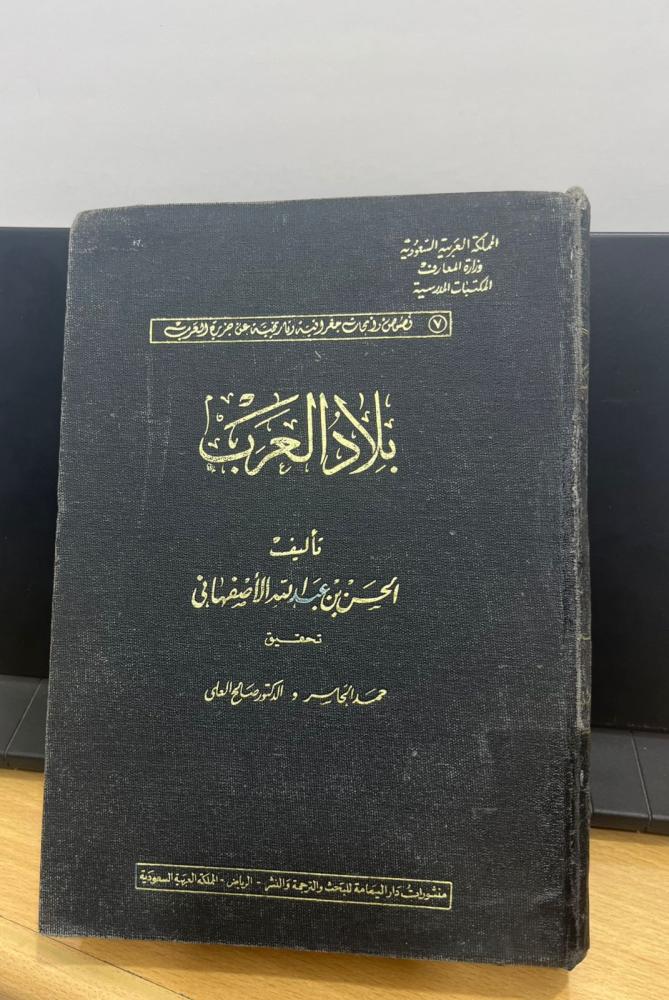 المملكة العربية السعودية
وزارة المعارف
المكتبات المدرسية
٧ نصوص وأبحاث جغرافية وتاريخية عن جزيرة العرب
بلاد العرب
تأليف
الحسن بن عبد الله الأصفهاني
تحقيق
حمد الجاسر و الدكتور صالح العلي
منشورات دار اليمامة للبحث والترجمة والنشر - الرياض - المملكة العربية السعودية